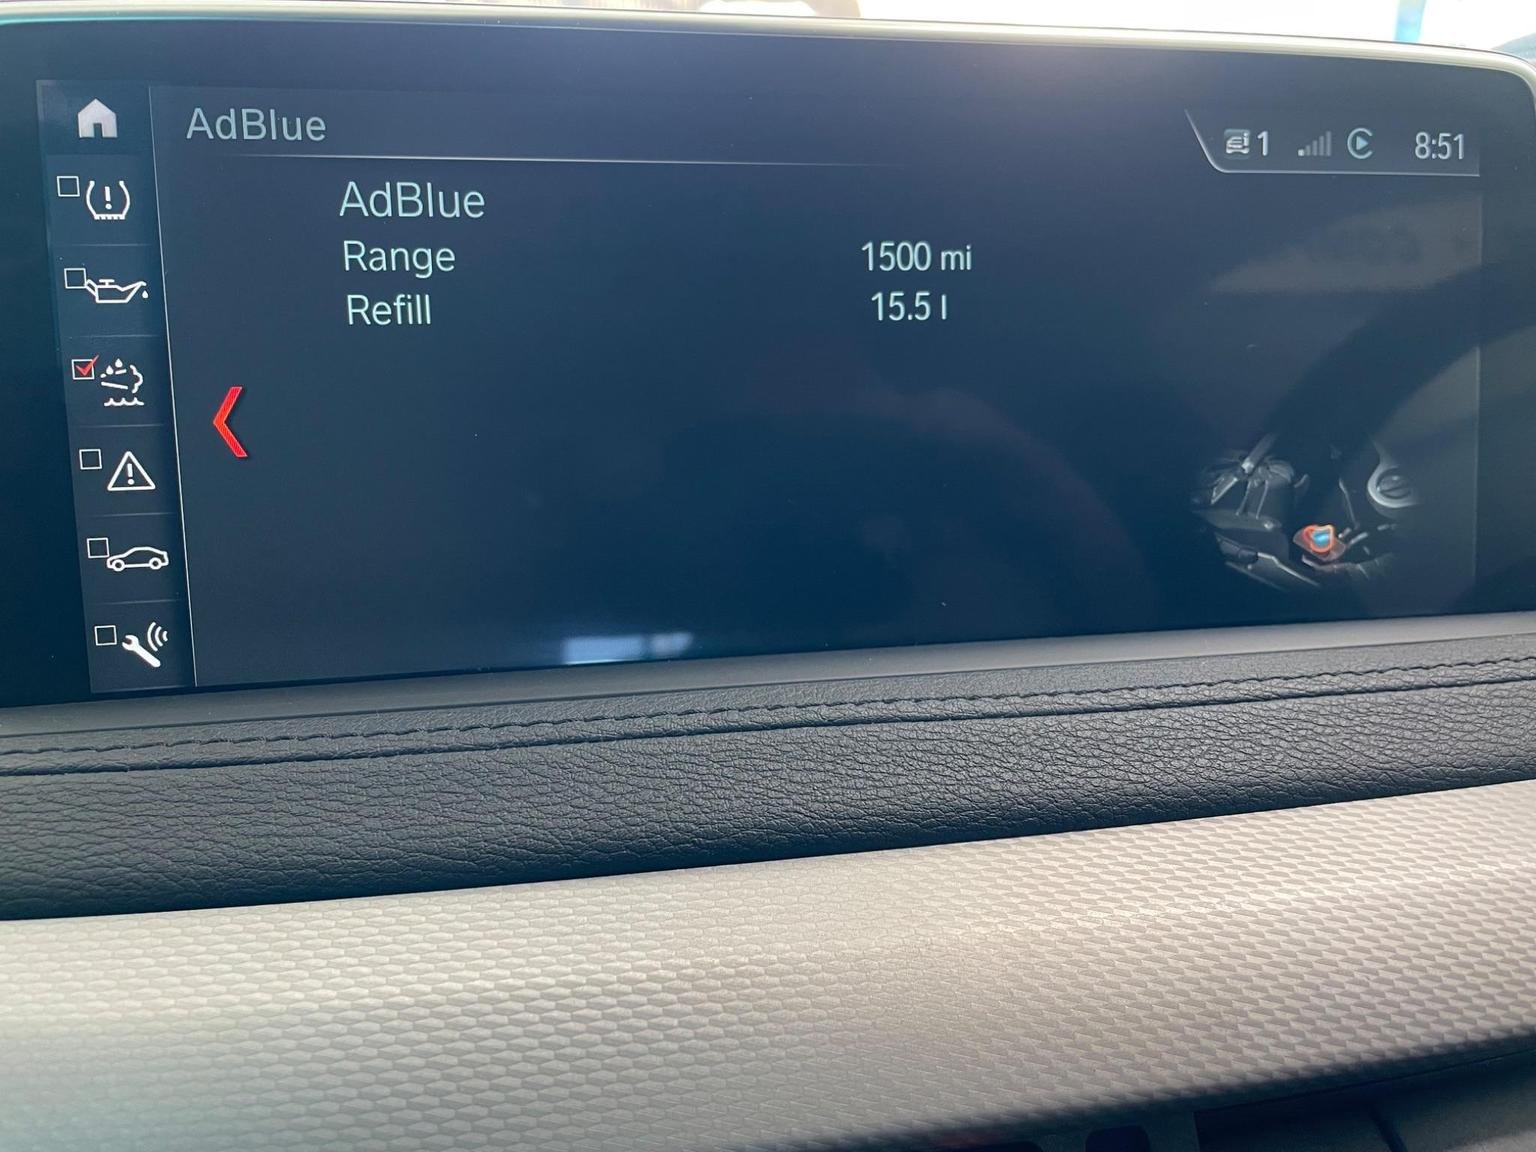 AdBlue
1 8:51
AdBlue
Range 1500 mi
Refill 15.5 l